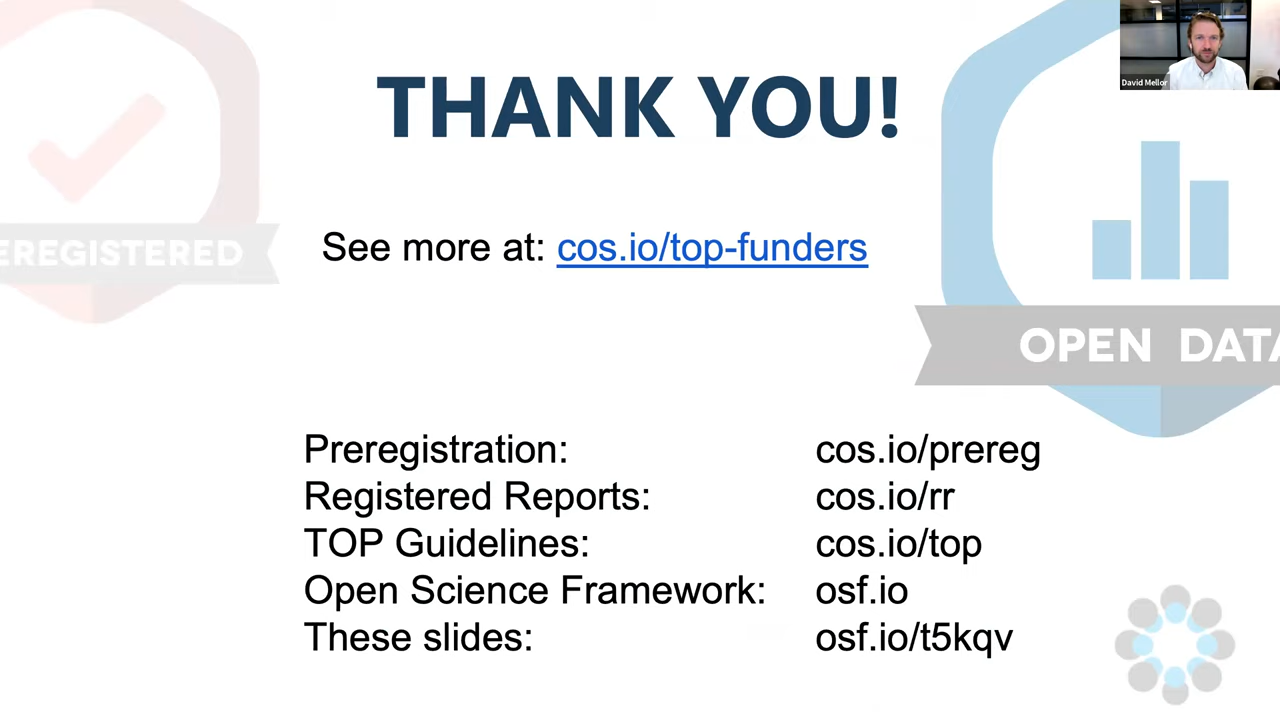 David Mellor
THANK YOU!
See more at: cos.io/top-funders
EREGISTERED
OPEN DATA
Preregistration: cos.io/prereg
Registered Reports: cos.io/rr
TOP Guidelines: cos.io/top
Open Science Framework: osf.io
These slides: osf.io/t5kqv